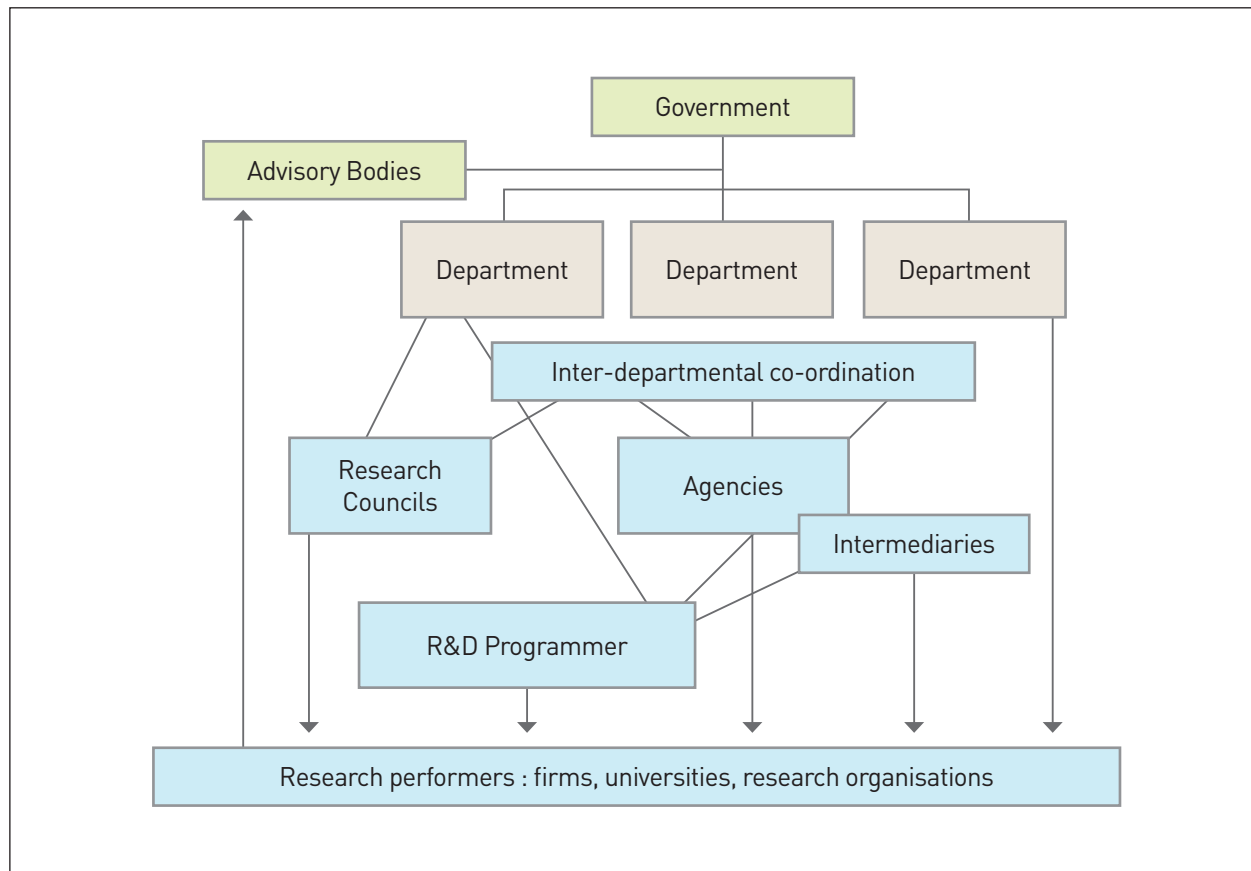 Government
Advisory Bodies
Department
Department
Department
Inter-departmental co-ordination
Research
Councils
Agencies
Intermediaries
R&D Programmer
Research performers : firms, universities, research organisations